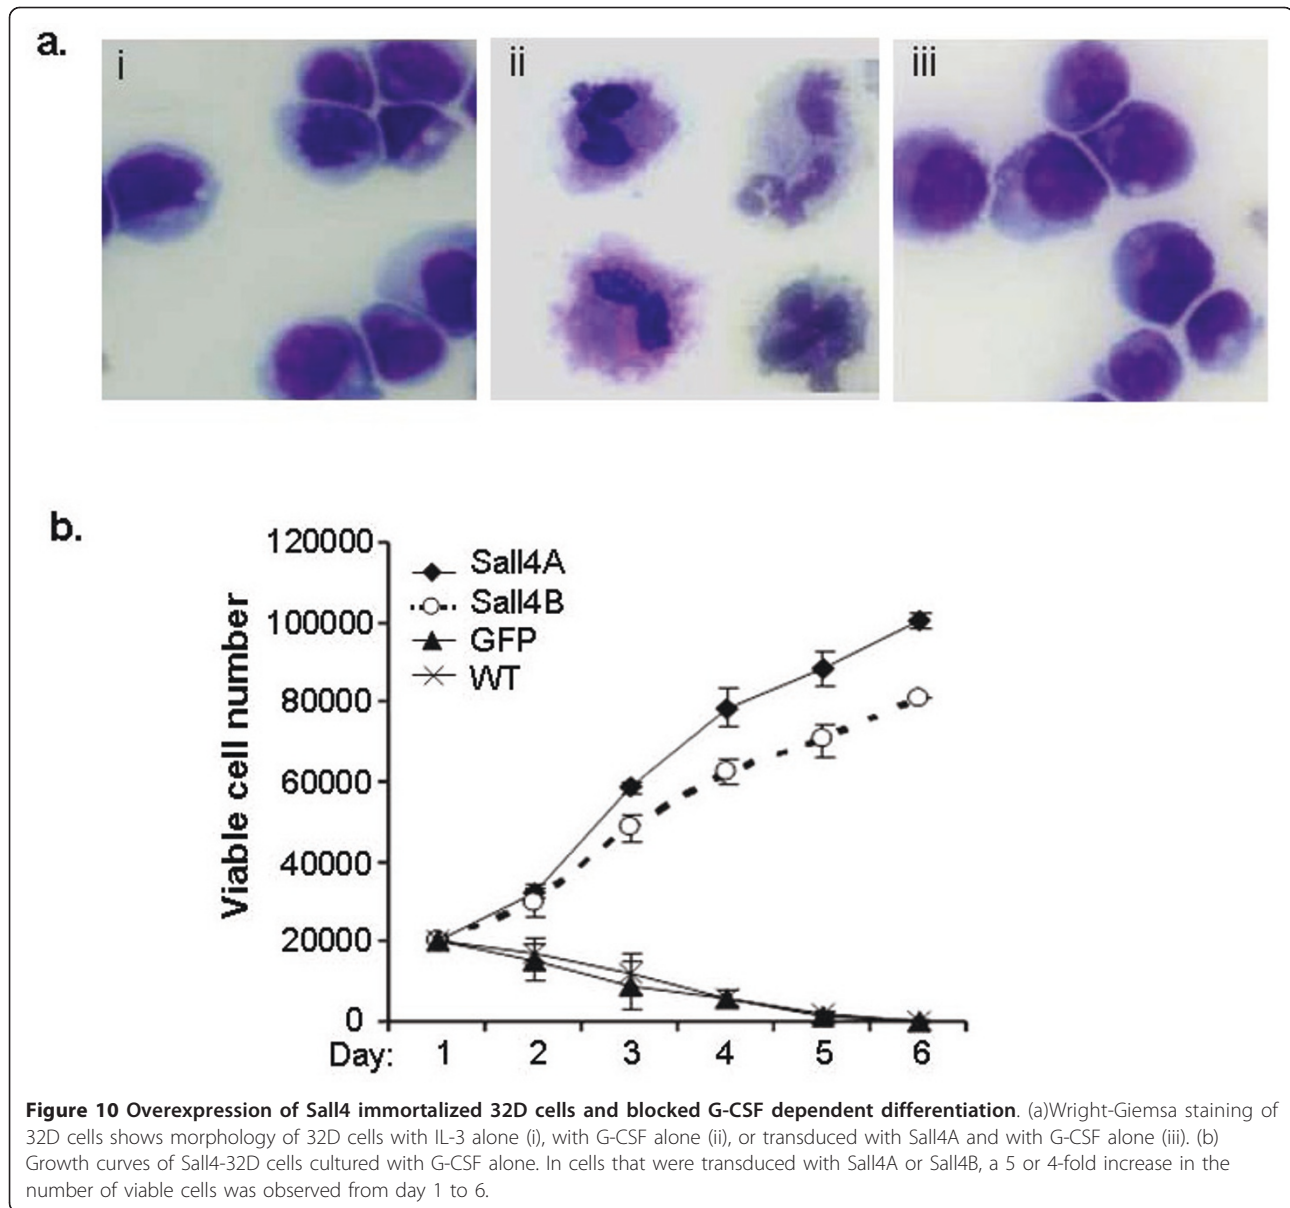 a.
i
ii
iii
b.
120000
100000
80000
60000
40000
20000
0
Viable cell number
Sall4A
Sall4B
GFP
WT
Day: 1 2 3 4 5 6
Figure 10 Overexpression of Sall4 immortalized 32D cells and blocked G-CSF dependent differentiation. (a)Wright-Giemsa staining of
32D cells shows morphology of 32D cells with IL-3 alone (i), with G-CSF alone (ii), or transduced with Sall4A and with G-CSF alone (iii). (b)
Growth curves of Sall4-32D cells cultured with G-CSF alone. In cells that were transduced with Sall4A or Sall4B, a 5 or 4-fold increase in the
number of viable cells was observed from day 1 to 6.